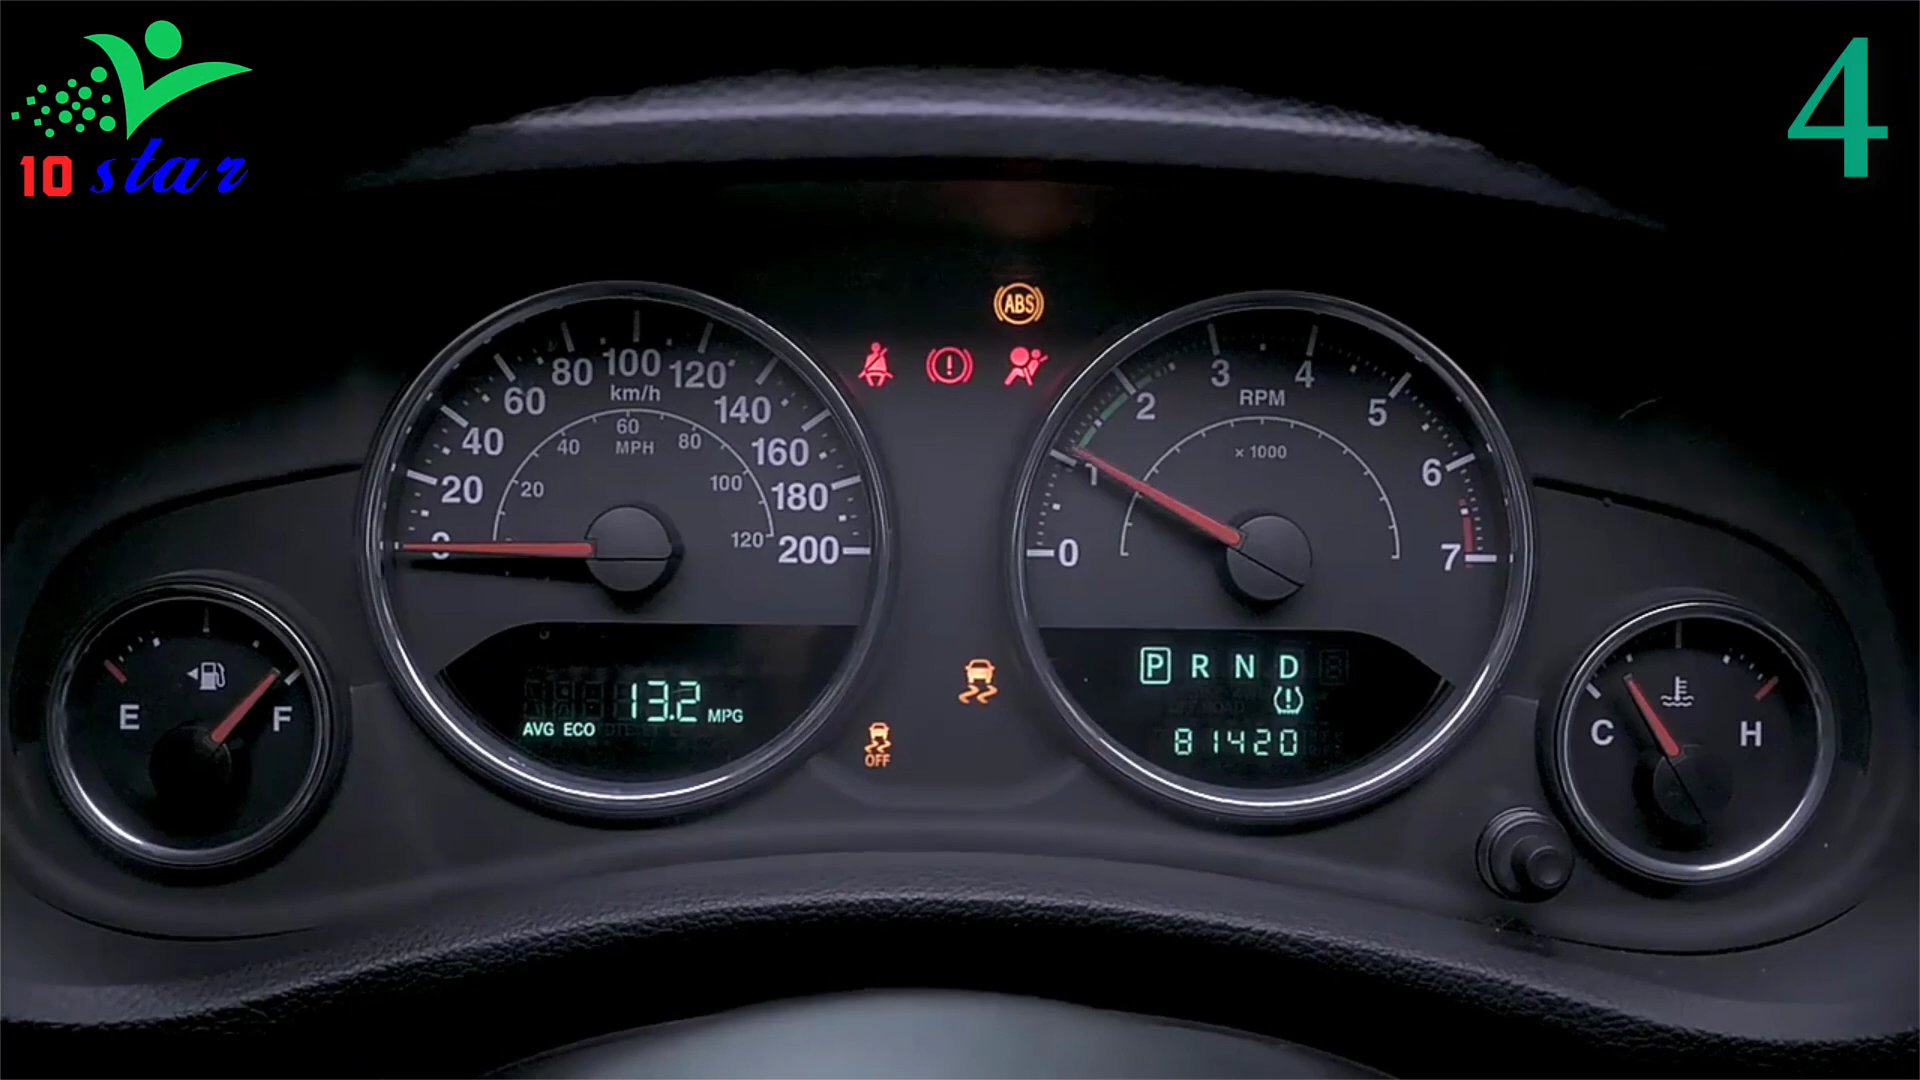 4
10 star
ABS
80 100 120
60 km/h 140
40 160
20 180
0 200
60
40 MPH 80
20 100
120
3 4
2 RPM 5
1 × 1000 6
0 7
E F
13.2 MPG
AVG ECO
OFF
P R N D
81420
C H